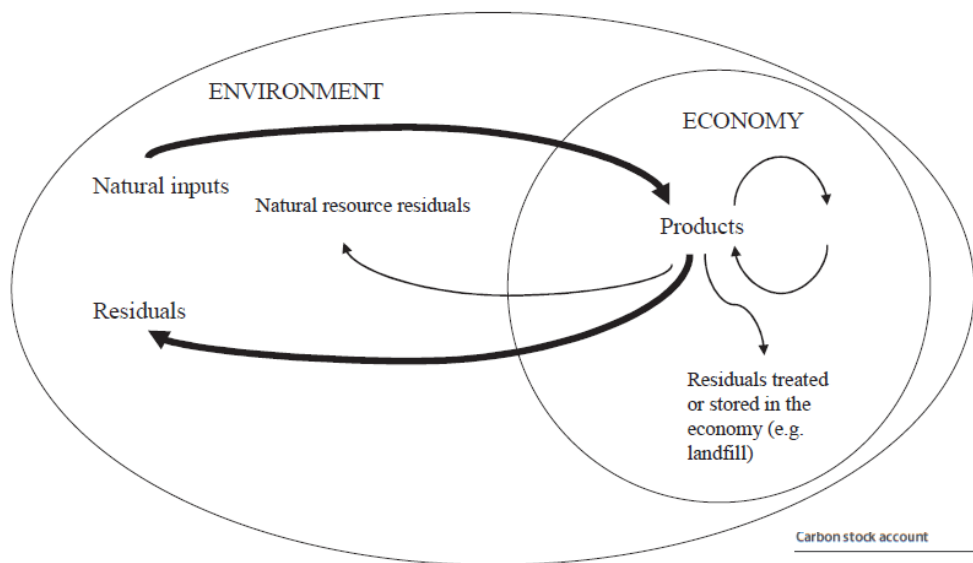 ENVIRONMENT
ECONOMY
Natural inputs
Natural resource residuals
Products
Residuals
Residuals treated
or stored in the
economy (e.g.
landfill)
Carbon stock account